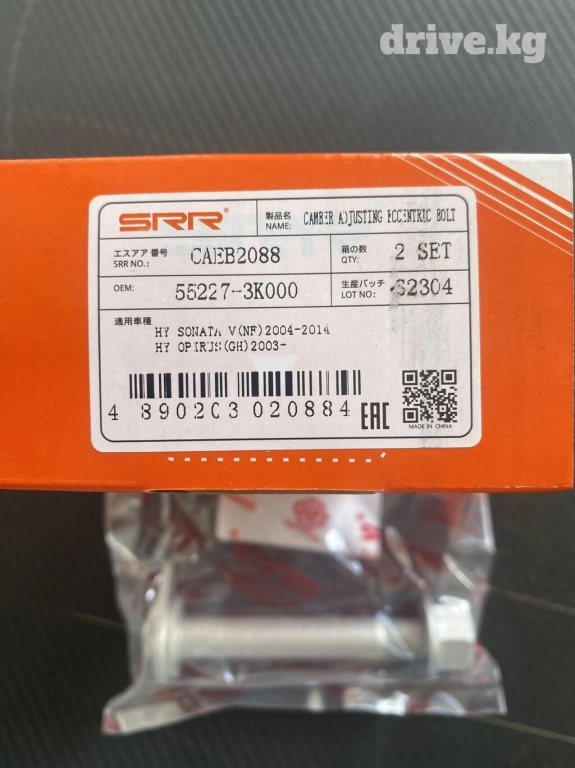 drive.kg
SRR®
製品名
NAME: CAMBER ADJUSTING ECCENTRIC BOLT
エスアア 番号
SRR NO.: CAEB2088
箱の数
QTY: 2 SET
OEM: 55227-3K000
生産バッチ
LOT NO: S2304
適用車種
HY SONATA V(NF)2004-2014
HY OPIRUS(GH)2003-
4 890203 020884
EAC
MADE IN CHINA